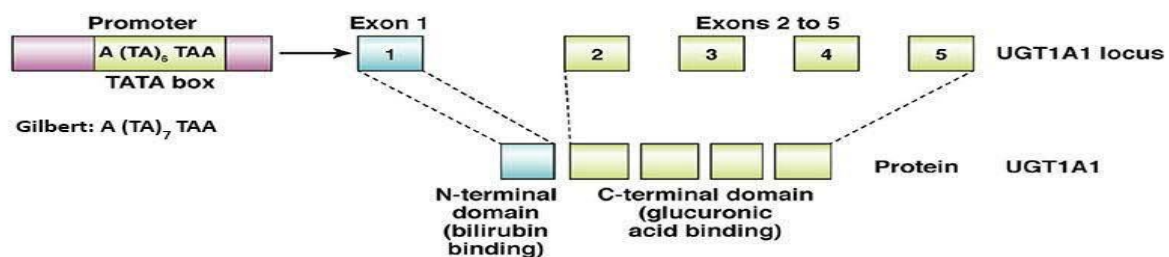 Promoter Exon 1 Exons 2 to 5
A (TA)₆ TAA 1 2 3 4 5 UGT1A1 locus
TATA box
Gilbert: A (TA)₇ TAA
Protein UGT1A1
N-terminal domain (bilirubin binding)
C-terminal domain (glucuronic acid binding)